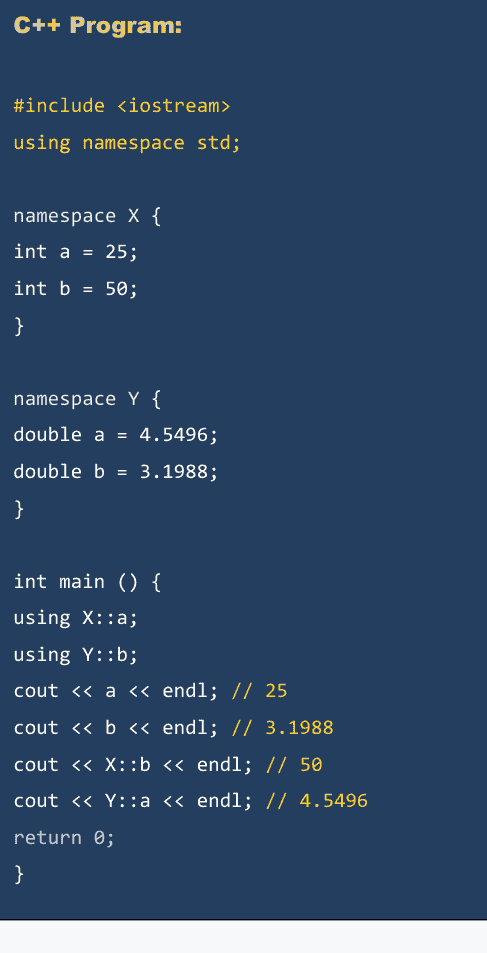 C++ Program:
#include <iostream>
using namespace std;
namespace X {
int a = 25;
int b = 50;
}
namespace Y {
double a = 4.5496;
double b = 3.1988;
}
int main () {
using X::a;
using Y::b;
cout << a << endl; // 25
cout << b << endl; // 3.1988
cout << X::b << endl; // 50
cout << Y::a << endl; // 4.5496
return 0;
}